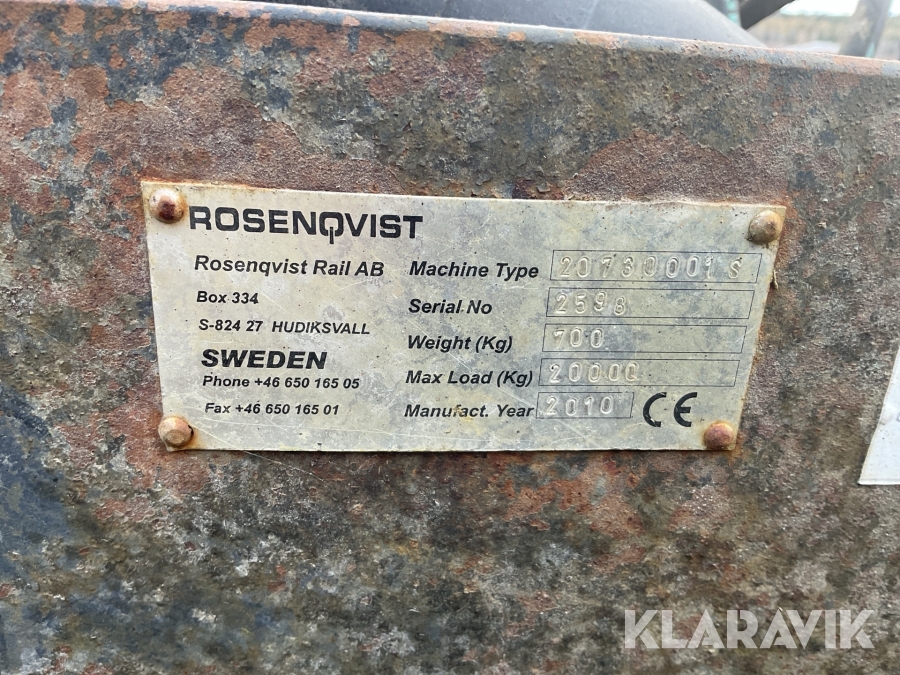 ROSENQVIST
Rosenqvist Rail AB
Box 334
S-824 27 HUDIKSVALL
SWEDEN
Phone +46 650 165 05
Fax +46 650 165 01
Machine Type 20730001S
Serial No 2598
Weight (Kg) 700
Max Load (Kg) 20000
Manufact. Year 2010 CE
KLARAVIK